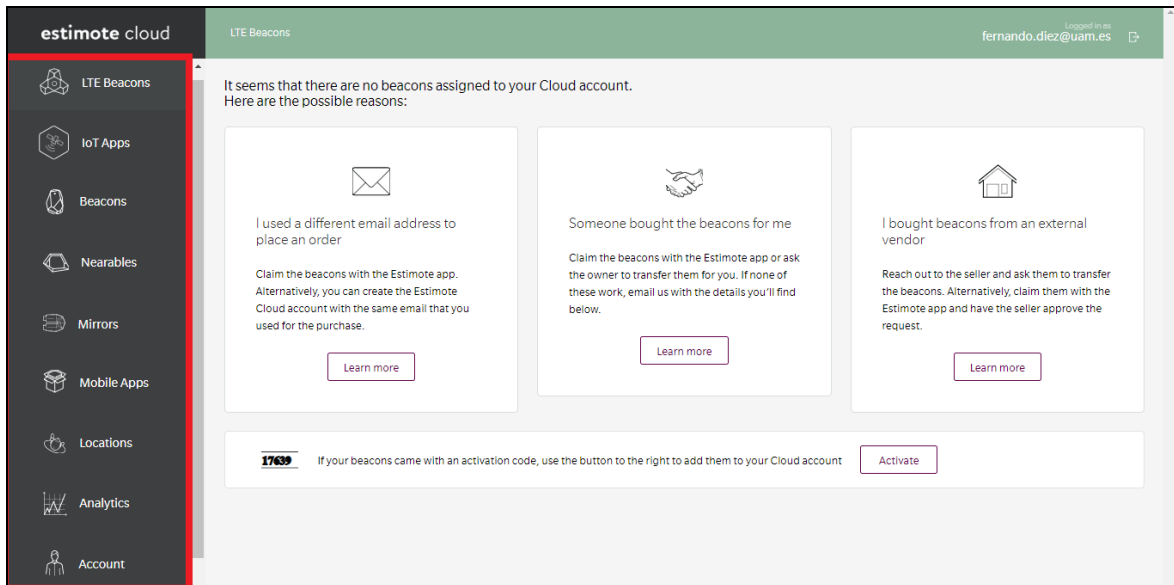 estimote cloud
LTE Beacons
Logged in as
fernando.diez@uam.es
LTE Beacons
IoT Apps
Beacons
Nearables
Mirrors
Mobile Apps
Locations
Analytics
Account
It seems that there are no beacons assigned to your Cloud account.
Here are the possible reasons:
I used a different email address to
place an order
Claim the beacons with the Estimote app.
Alternatively, you can create the Estimote
Cloud account with the same email that you
used for the purchase.
Learn more
Someone bought the beacons for me
Claim the beacons with the Estimote app or ask
the owner to transfer them for you. If none of
these work, email us with the details you'll find
below.
Learn more
I bought beacons from an external
vendor
Reach out to the seller and ask them to transfer
the beacons. Alternatively, claim them with the
Estimote app and have the seller approve the
request.
Learn more
17639
If your beacons came with an activation code, use the button to the right to add them to your Cloud account
Activate